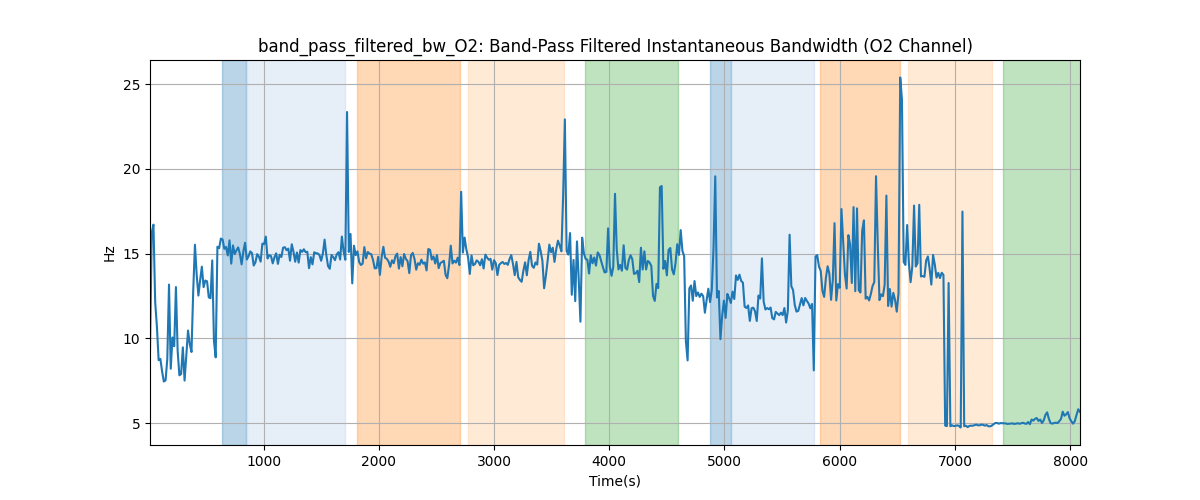 band_pass_filtered_bw_O2: Band-Pass Filtered Instantaneous Bandwidth (O2 Channel)
25
20
15
10
5
Hz
1000 2000 3000 4000 5000 6000 7000 8000
Time(s)